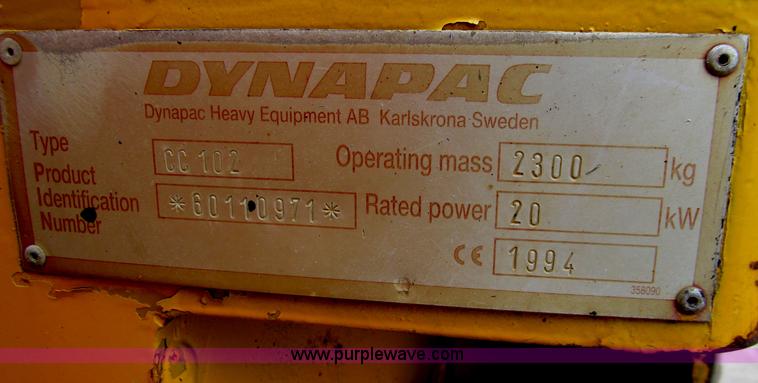 DYNAPAC
Dynapac Heavy Equipment AB Karlskrona Sweden
Type CC 102 Operating mass 2300 kg
Product
Identification
Number *60110971* Rated power 20 kW
CE 1994
358090
www.purplewave.com